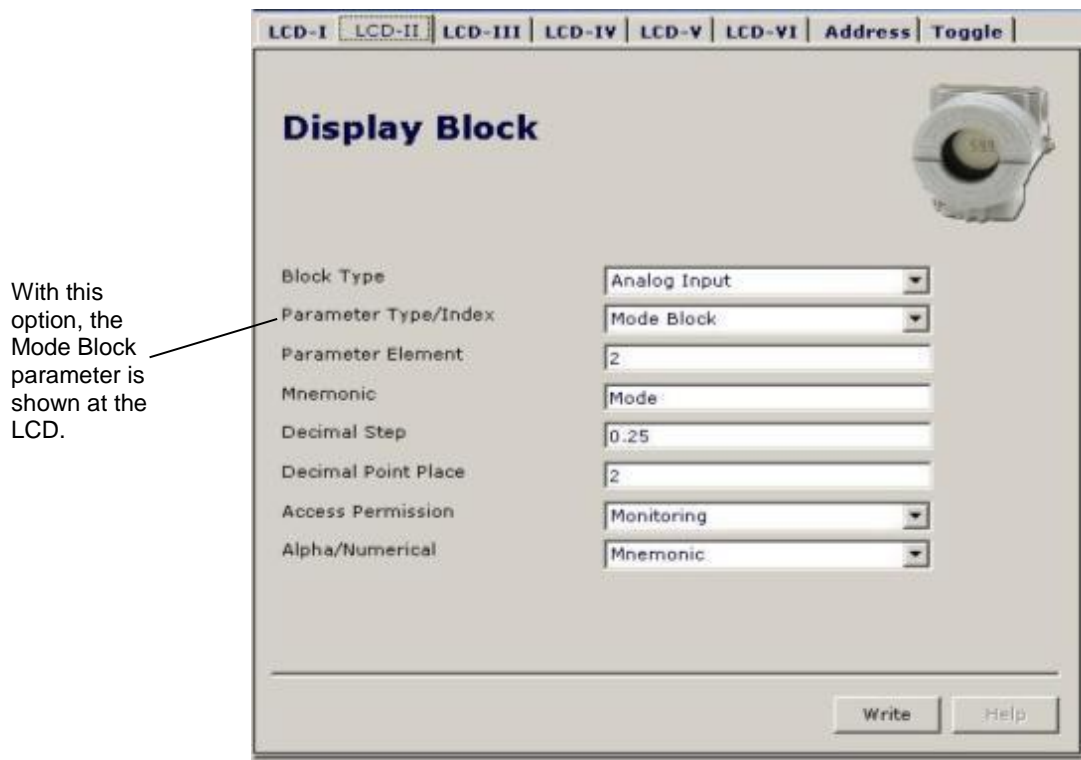 LCD-I LCD-II LCD-III LCD-IV LCD-V LCD-VI Address Toggle
Display Block
With this
option, the
Mode Block
parameter is
shown at the
LCD.
Block Type Analog Input
Parameter Type/Index Mode Block
Parameter Element 2
Mnemonic Mode
Decimal Step 0.25
Decimal Point Place 2
Access Permission Monitoring
Alpha/Numerical Mnemonic
Write Help